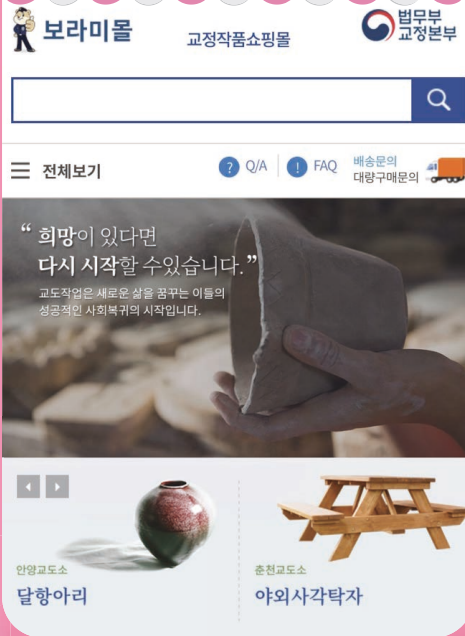 보라미몰
교정작품쇼핑몰
법무부
교정본부
전체보기
? Q/A
! FAQ
배송문의
대량구매문의
“ 희망이 있다면
다시 시작할 수있습니다.”
교도작업은 새로운 삶을 꿈꾸는 이들의
성공적인 사회복귀의 시작입니다.
안양교도소
달항아리
춘천교도소
야외사각탁자